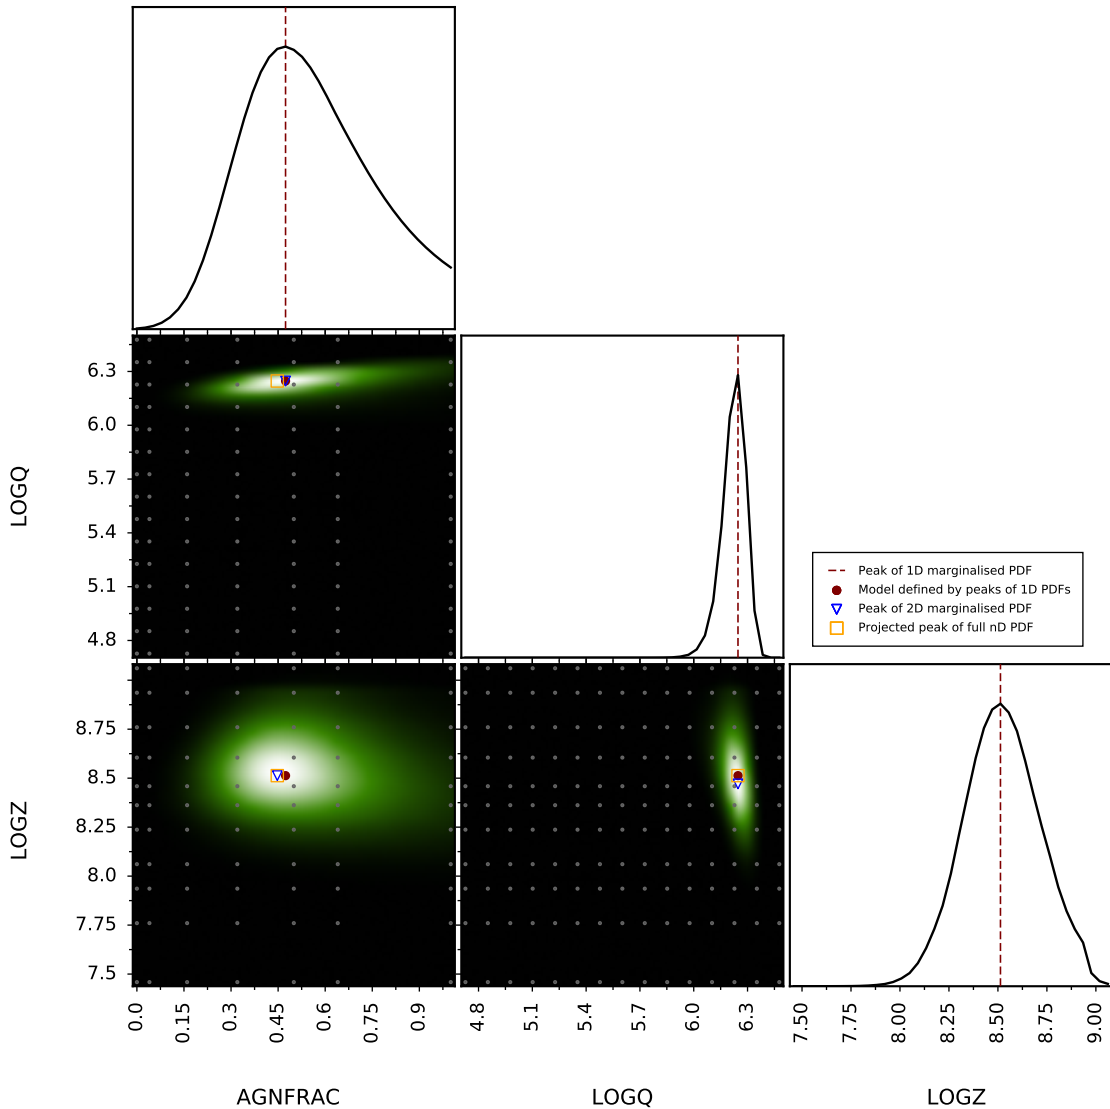 6.3
6.0
5.7
5.4
5.1
4.8
LOGQ
Peak of 1D marginalised PDF
Model defined by peaks of 1D PDFs
Peak of 2D marginalised PDF
Projected peak of full nD PDF
8.75
8.5
8.25
8.0
7.75
7.5
LOGZ
0.0 0.15 0.3 0.45 0.6 0.75 0.9
4.8 5.1 5.4 5.7 6.0 6.3
7.50 7.75 8.00 8.25 8.50 8.75 9.00
AGNFRAC LOGQ LOGZ